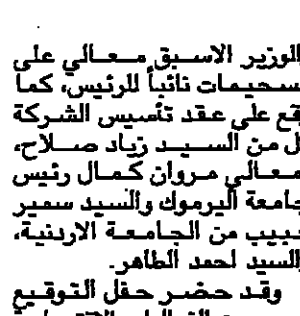 الوزير الاسبق معالي علي
سحيمات نائباً للرئيس، كما
قع على عقد تأسيس الشركة
ل من السيد زياد صلاح،
معالي مروان كمال رئيس
جامعة اليرموك والسيد سمير
بيب من الجامعة الاردنية،
السيد احمد الطاهر.
وقد حضر حفل التوقيع